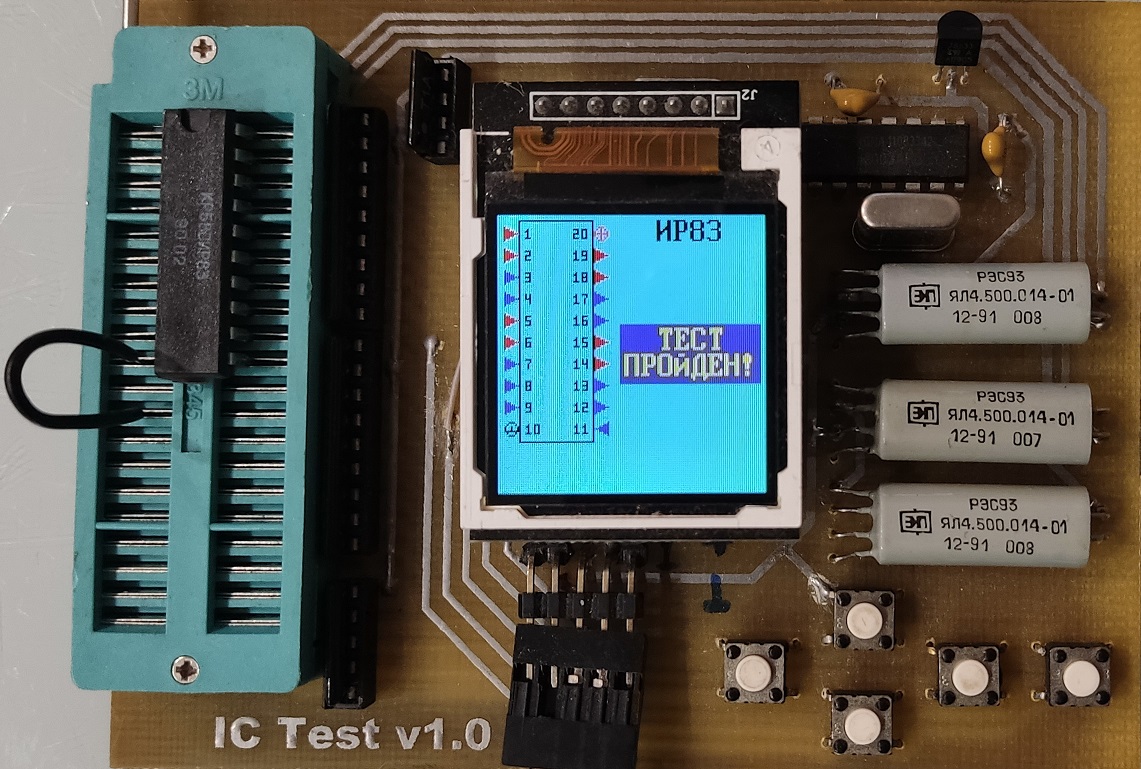 3M
J2
ИР83
1 20
2 19
3 18
4 17
5 16
6 15
7 14
8 13
9 12
10 11
ТЕСТ
ПРОЙДЕН!
РЭС93
ЯЛ4.500.014-01
12-91 008
РЭС93
ЯЛ4.500.014-01
12-91 007
РЭС93
ЯЛ4.500.014-01
12-91 008
IC Test v1.0